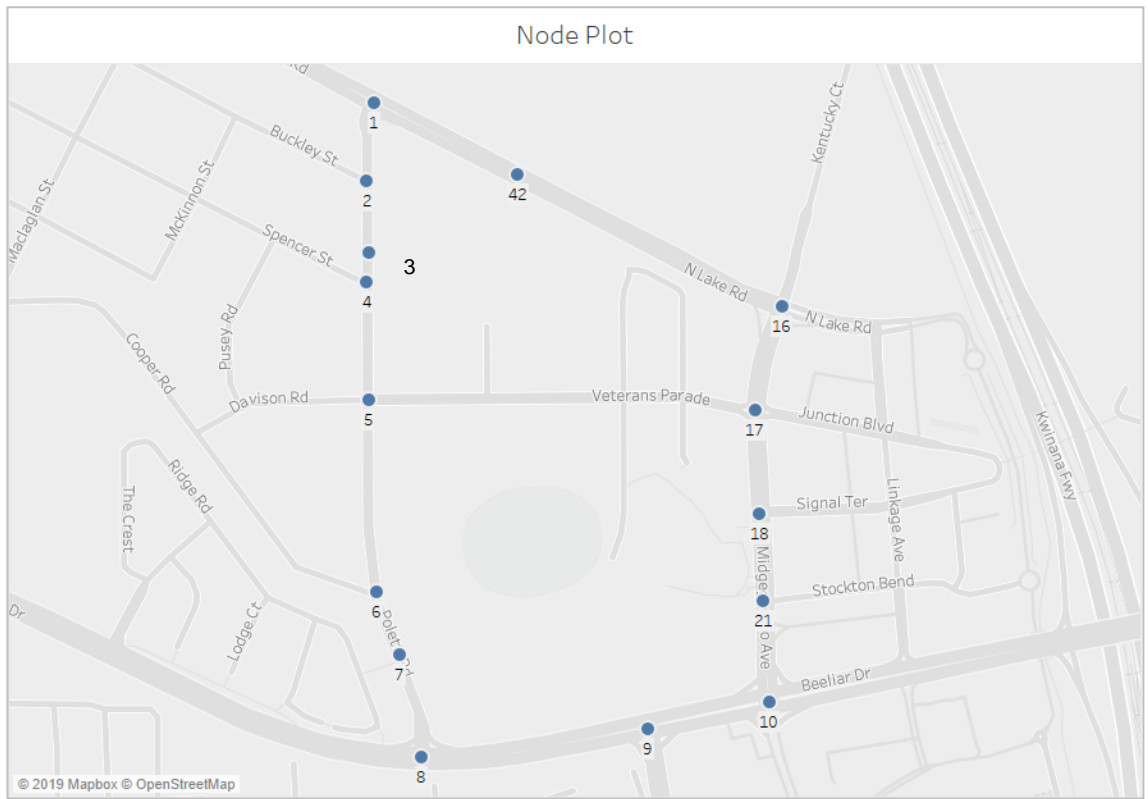 Node Plot
Rd
1
Buckley St
Kentucky Ct
McKinnon St
Maclaglan St
2
42
Spencer St
3
4
N Lake Rd
16
N Lake Rd
Pusey Rd
Cooper Rd
Davison Rd
5
Veterans Parade
17
Junction Blvd
Kwinana Fwy
Ridge Rd
The Crest
Signal Ter
Linkage Ave
18
Midge
Stockton Bend
6
21
o Ave
Dr
Lodge Ct
Polet
d
7
Beeliar Dr
10
9
8
© 2019 Mapbox © OpenStreetMap